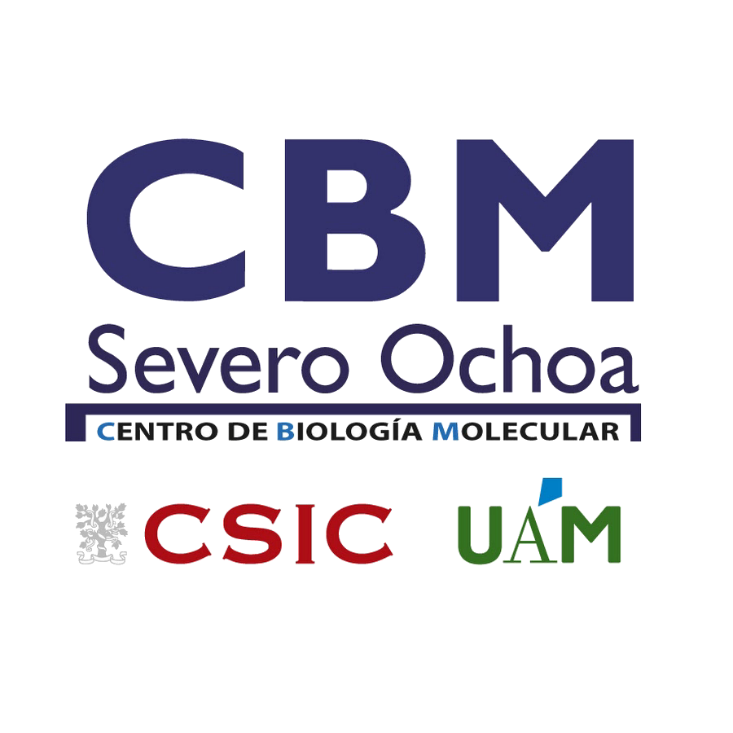 CBM
Severo Ochoa
CENTRO DE BIOLOGÍA MOLECULAR
CSIC UAM